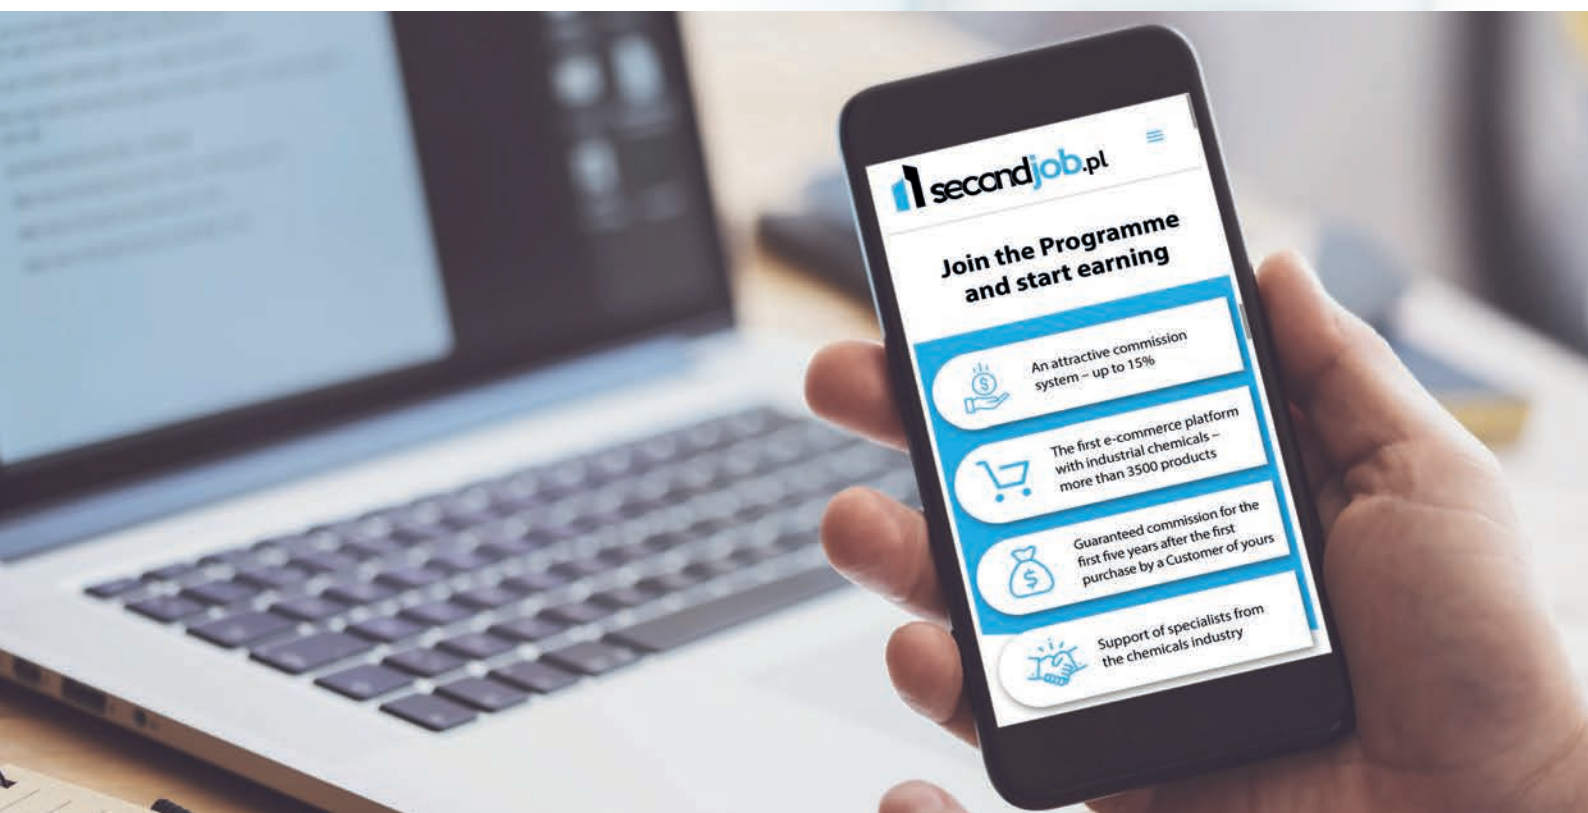 secondjob.pl
Join the Programme
and start earning
An attractive commission
system – up to 15%
The first e-commerce platform
with industrial chemicals –
more than 3500 products
Guaranteed commission for the
first five years after the first
purchase by a Customer of yours
Support of specialists from
the chemicals industry